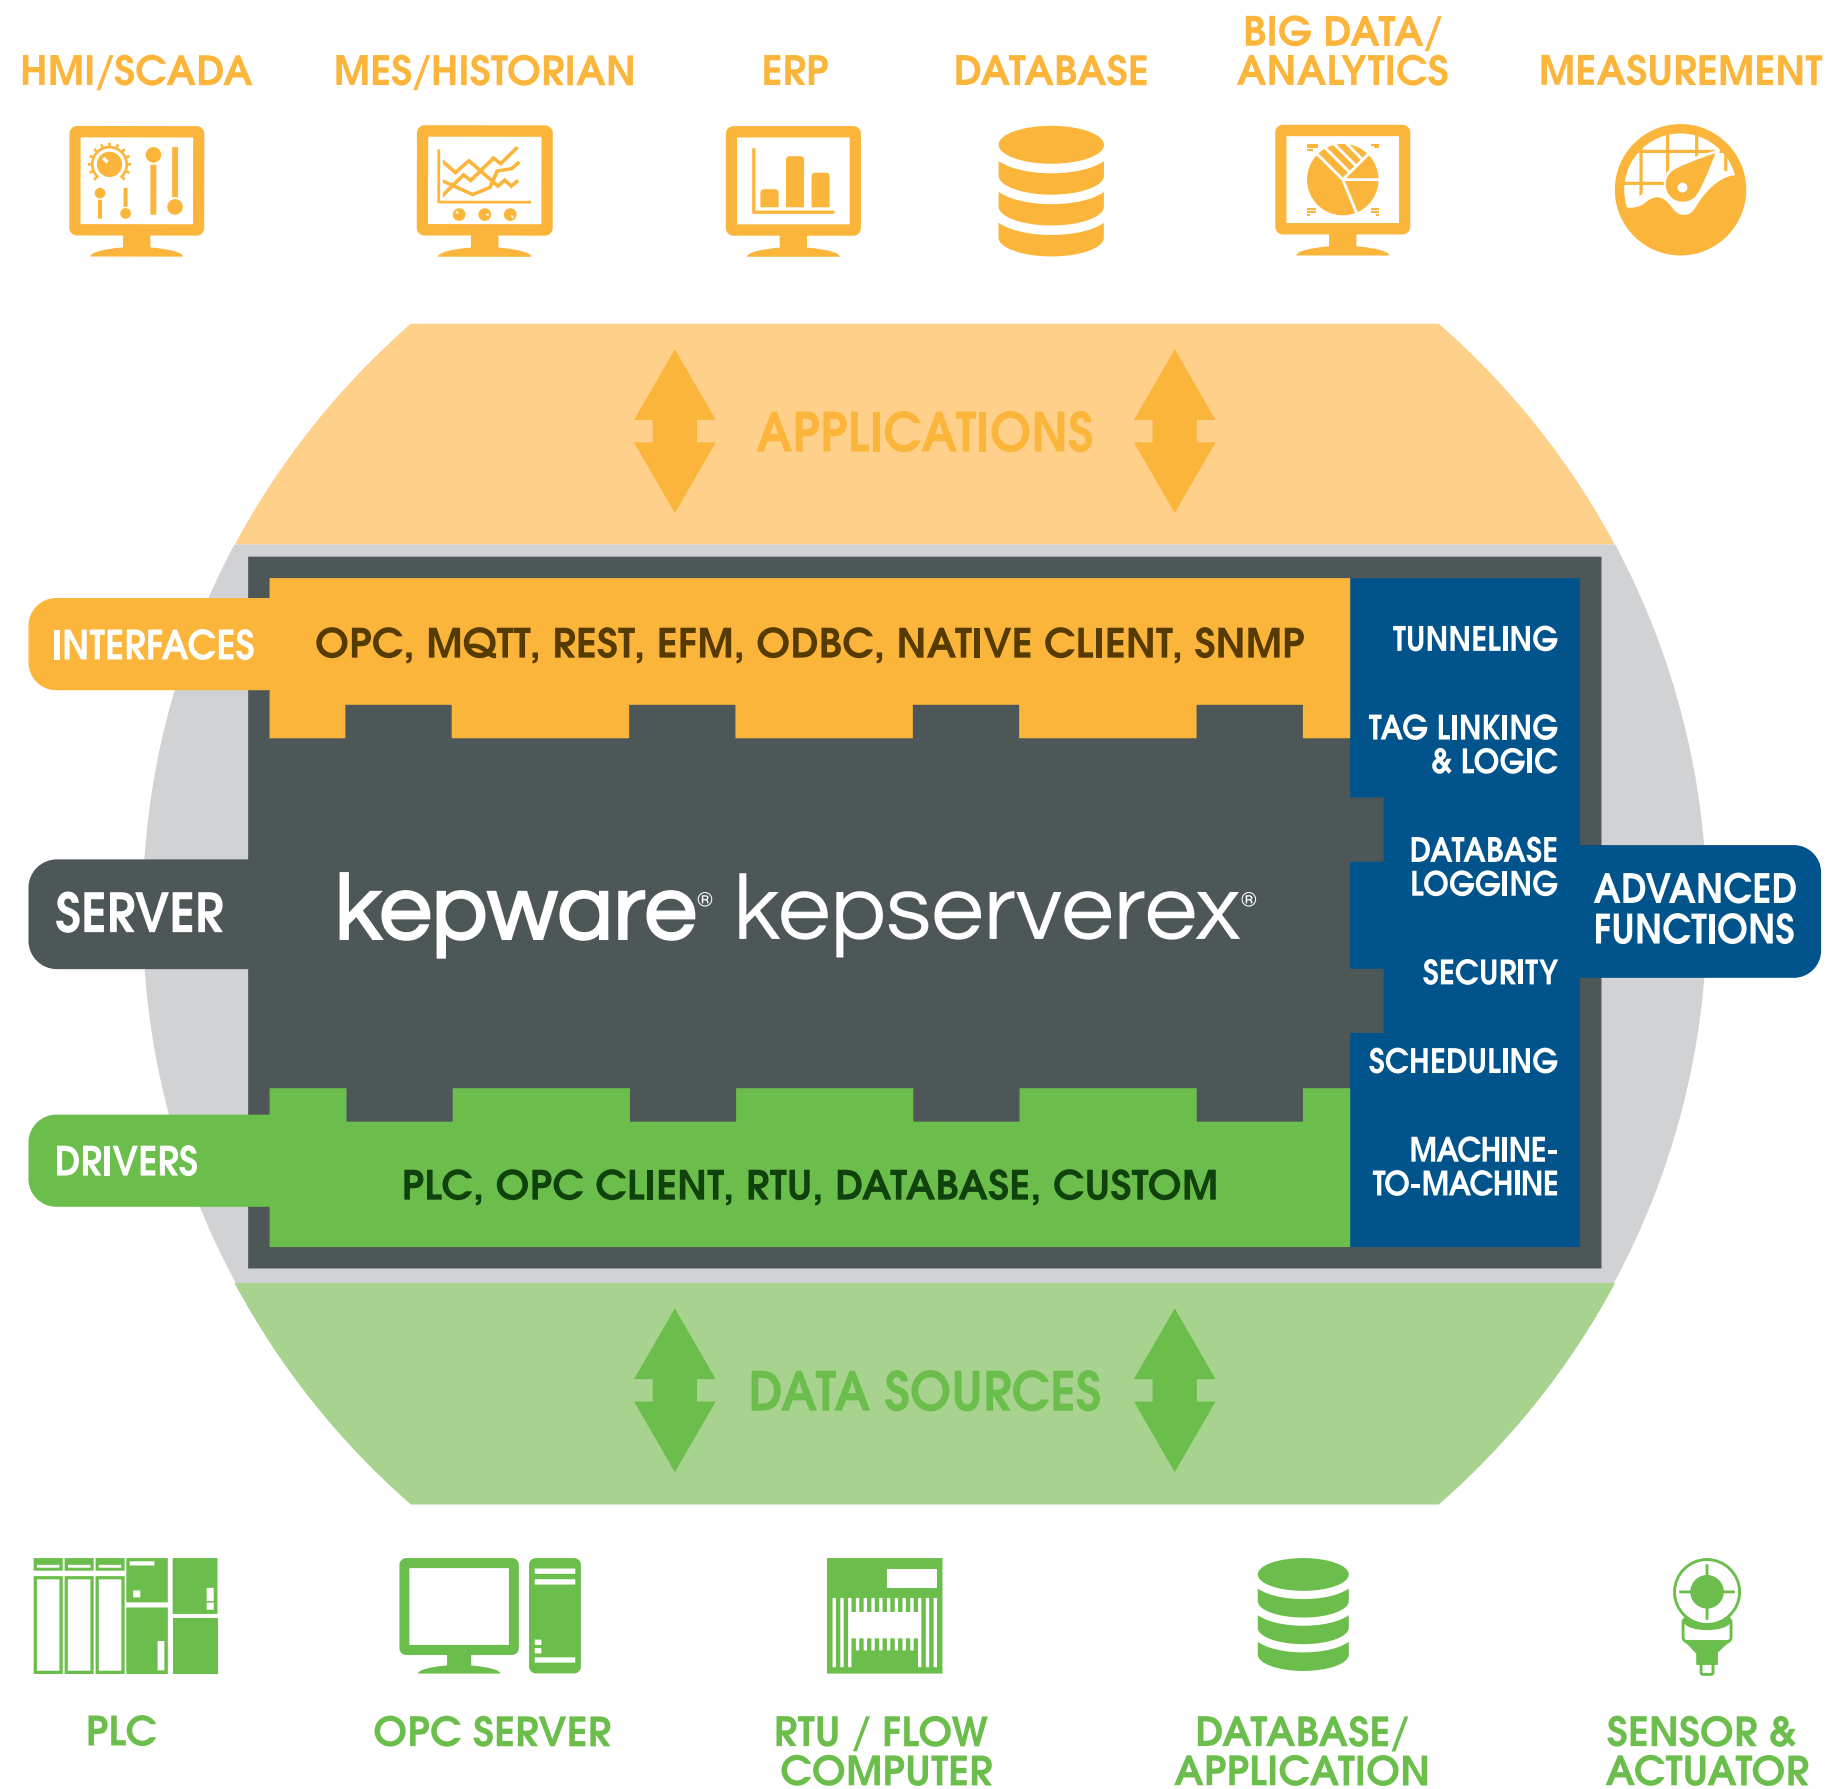 HMI/SCADA
MES/HISTORIAN
ERP
DATABASE
BIG DATA/
ANALYTICS
MEASUREMENT
APPLICATIONS
INTERFACES
OPC, MQTT, REST, EFM, ODBC, NATIVE CLIENT, SNMP
TUNNELING
TAG LINKING
& LOGIC
DATABASE
LOGGING
SECURITY
SCHEDULING
MACHINE-
TO-MACHINE
ADVANCED
FUNCTIONS
SERVER
kepware® kepserverex®
DRIVERS
PLC, OPC CLIENT, RTU, DATABASE, CUSTOM
DATA SOURCES
PLC
OPC SERVER
RTU / FLOW
COMPUTER
DATABASE/
APPLICATION
SENSOR &
ACTUATOR